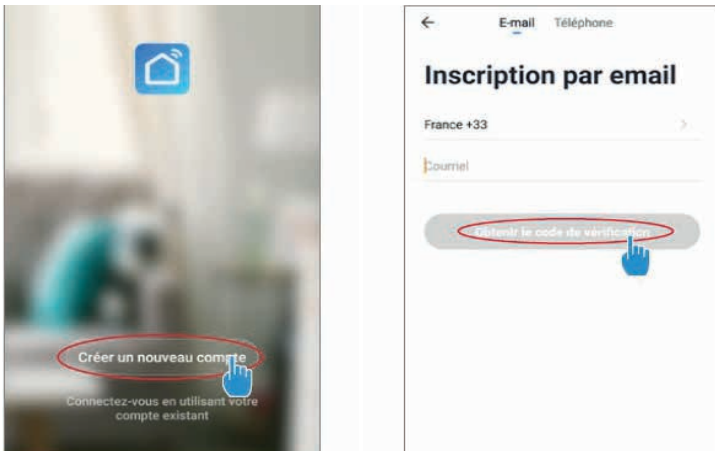 Créer un nouveau compte
Connectez-vous en utilisant votre
compte existant
← E-mail Téléphone
Inscription par email
France +33 >
Courriel
Obtenir le code de vérification